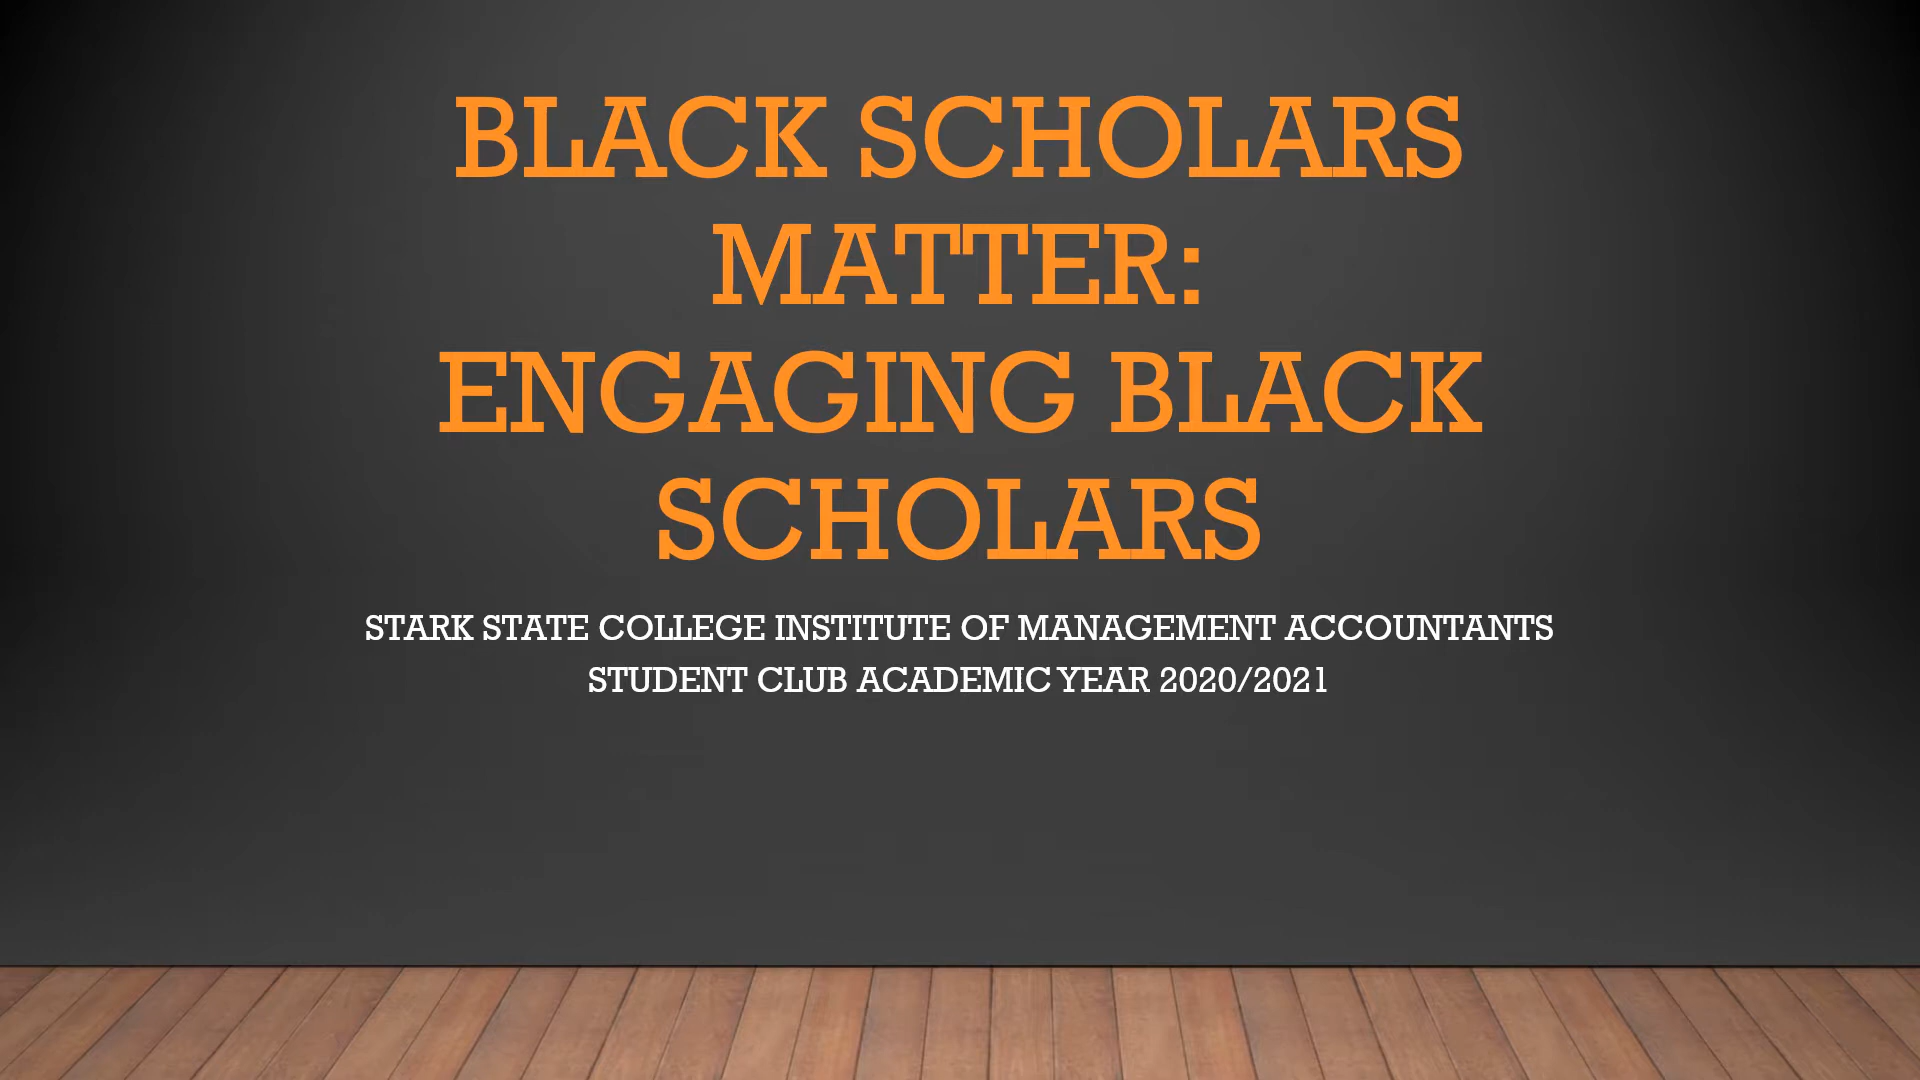 BLACK SCHOLARS
MATTER:
ENGAGING BLACK
SCHOLARS
STARK STATE COLLEGE INSTITUTE OF MANAGEMENT ACCOUNTANTS
STUDENT CLUB ACADEMIC YEAR 2020/2021